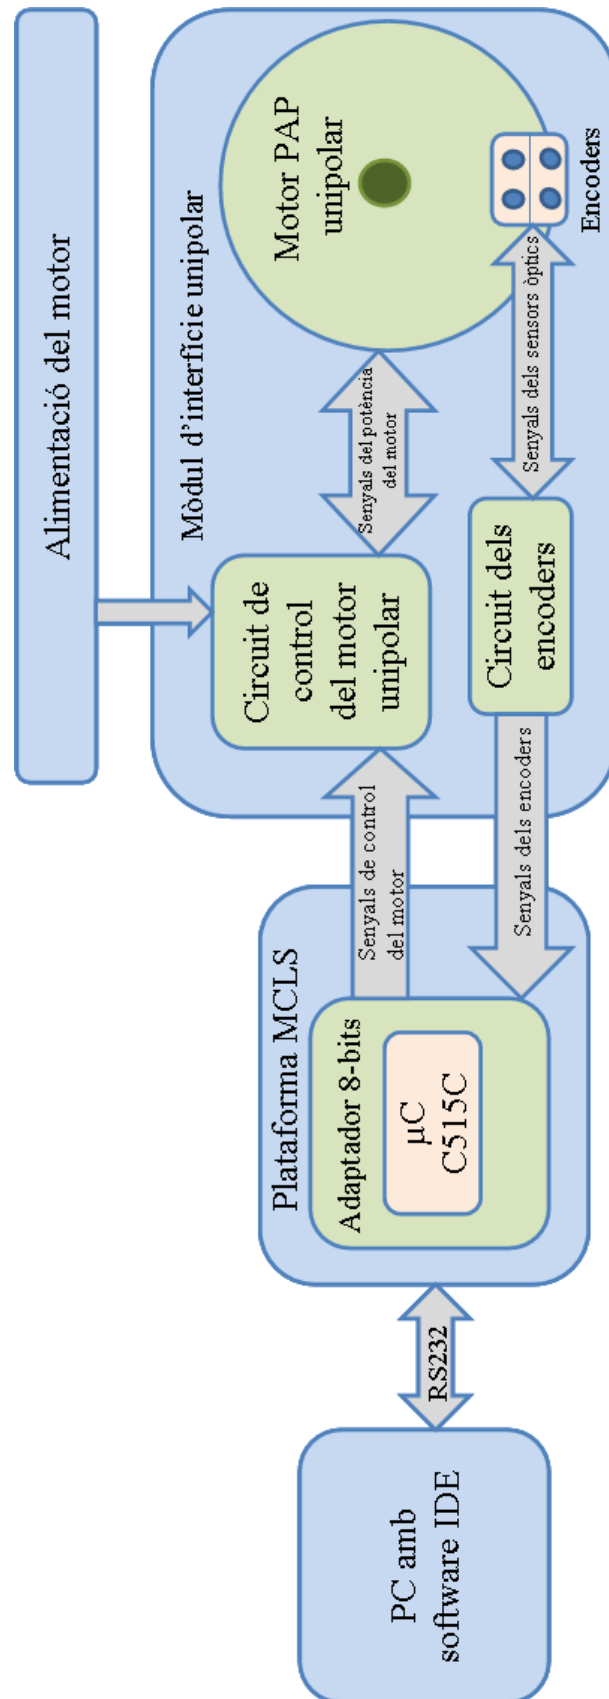 Alimentació del motor
Mòdul d'interfície unipolar
Motor PAP
unipolar
Encoders
Senyals del potència
del motor
Senyals dels sensors òptics
Circuit de
control
del motor
unipolar
Circuit dels
encoders
Senyals de control
del motor
Senyals dels encoders
Plataforma MCLS
Adaptador 8-bits
µC
C515C
RS232
PC amb
software IDE